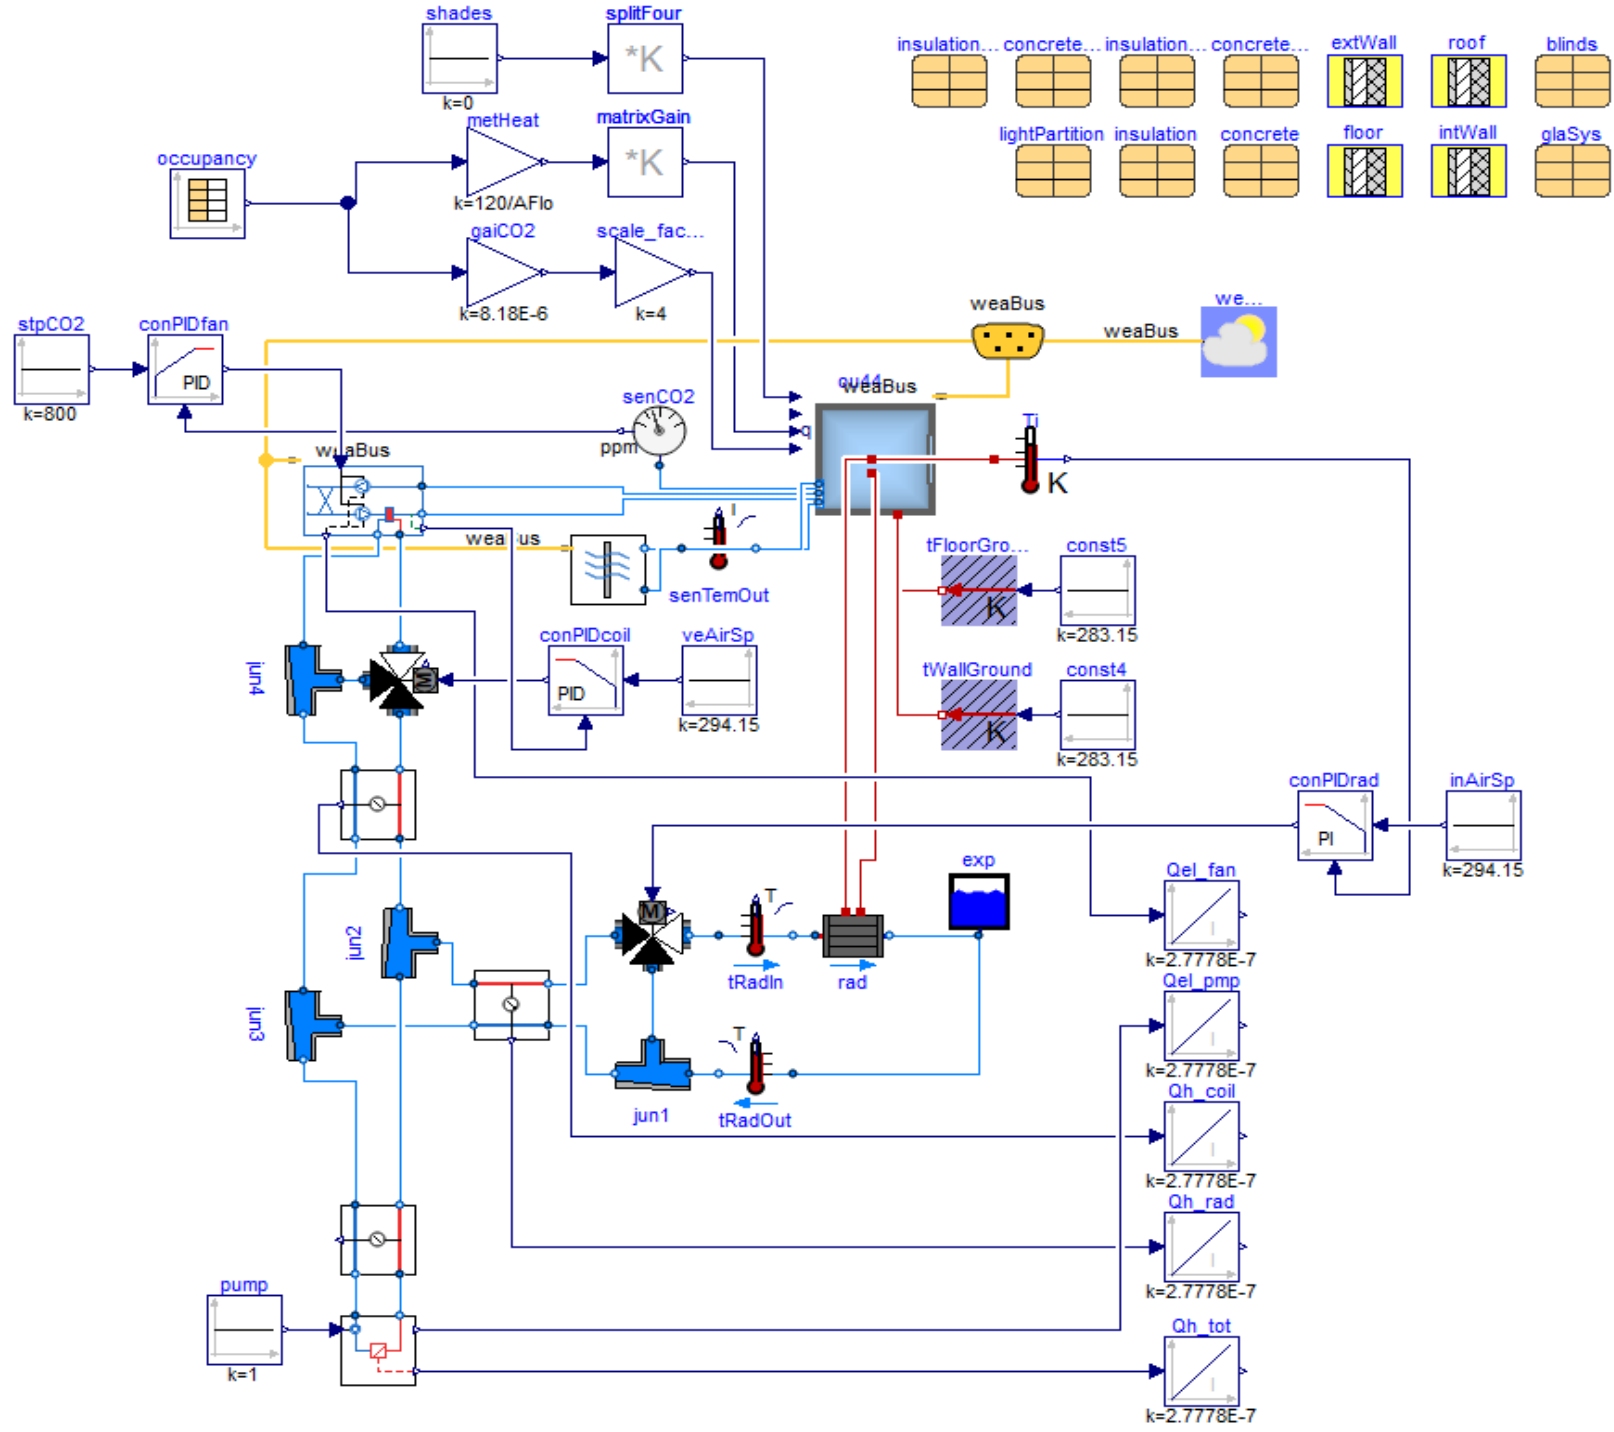 shades
splitFour
*K
k=0
insulation...
concrete...
insulation...
concrete...
extWall
roof
blinds
metHeat
matrixGain
*K
k=120/AFlo
lightPartition
insulation
concrete
floor
intWall
glaSys
occupancy
gaiCO2
scale_fac...
k=8.18E-6
k=4
weaBus
we...
weaBus
stpCO2
conPIDfan
PID
k=800
ou44
weaBus
senCO2
ppm
q
Ti
K
weaBus
weaBus
T
senTemOut
tFloorGro...
K
const5
k=283.15
jun4
M
conPIDcoil
PID
veAirSp
k=294.15
tWallGround
K
const4
k=283.15
conPIDrad
PI
inAirSp
k=294.15
exp
Qel_fan
I
k=2.7778E-7
jun2
M
T
tRadIn
rad
Qel_pmp
I
k=2.7778E-7
jun3
T
jun1
tRadOut
Qh_coil
I
k=2.7778E-7
Qh_rad
I
k=2.7778E-7
pump
k=1
Qh_tot
I
k=2.7778E-7